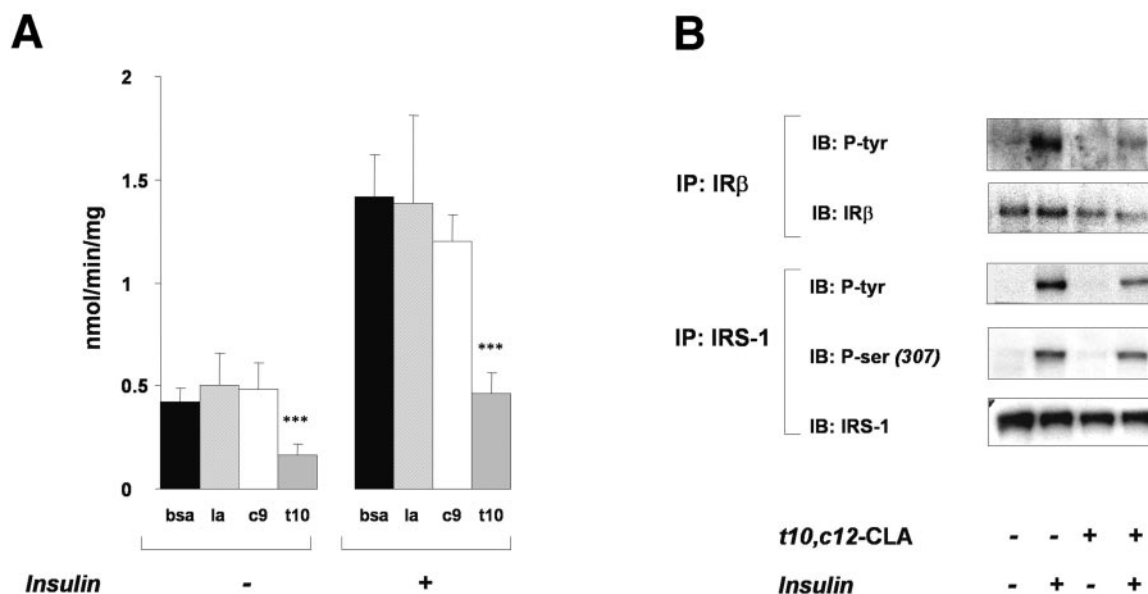 A
2
1.5
1
0.5
0
nmol/min/mg
***
***
bsa la c9 t10
bsa la c9 t10
Insulin - +
B
IP: IRβ
IB: P-tyr
IB: IRβ
IP: IRS-1
IB: P-tyr
IB: P-ser (307)
IB: IRS-1
t10,c12-CLA - - + +
Insulin - + - +